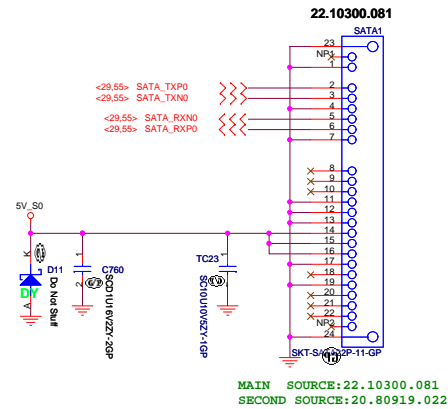 22.10300.081
SATA1
23
NP1
1
<29,55> SATA_TXP0
2
<29,55> SATA_TXN0
3
4
<29,55> SATA_RXN0
5
<29,55> SATA_RXP0
6
7
8
9
10
11
12
13
14
15
16
17
18
19
20
21
22
NP2
24
5V_S0
K
D11
A
DY
Do Not Stuff
1
C760
2
SCD1U16V2ZY-2GP
TC23
1
2
SC10U10V5ZY-1GP
MAIN SOURCE:22.10300.081
SECOND SOURCE:20.80919.022